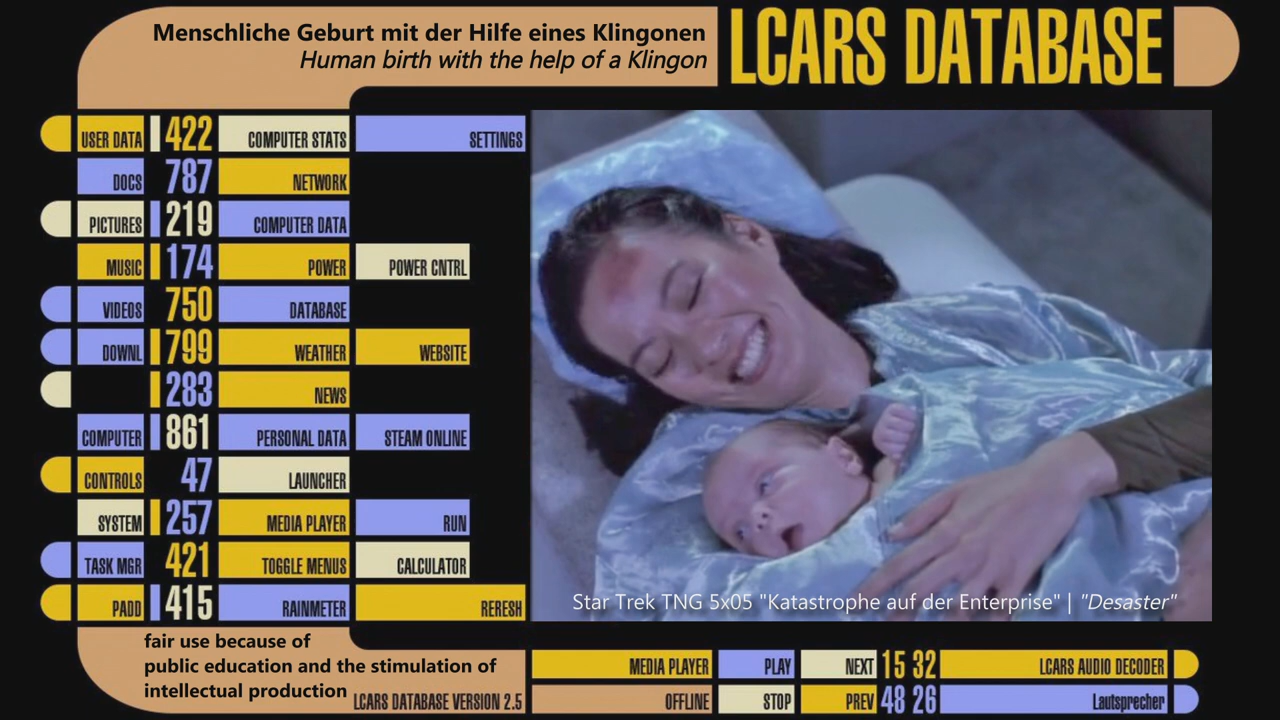 Menschliche Geburt mit der Hilfe eines Klingonen
Human birth with the help of a Klingon
LCARS DATABASE
USER DATA 422 COMPUTER STATS SETTINGS
DOCS 787 NETWORK
PICTURES 219 COMPUTER DATA
MUSIC 174 POWER POWER CNTRL
VIDEOS 750 DATABASE
DOWNL 799 WEATHER WEBSITE
283 NEWS
COMPUTER 861 PERSONAL DATA STEAM ONLINE
CONTROLS 47 LAUNCHER
SYSTEM 257 MEDIA PLAYER RUN
TASK MGR 421 TOGGLE MENUS CALCULATOR
PADD 415 RAINMETER RERESH
Star Trek TNG 5x05 "Katastrophe auf der Enterprise" | "Desaster"
fair use because of
public education and the stimulation of
intellectual production
LCARS DATABASE VERSION 2.5
MEDIA PLAYER PLAY NEXT 15 32 LCARS AUDIO DECODER
OFFLINE STOP PREV 48 26 Lautsprecher